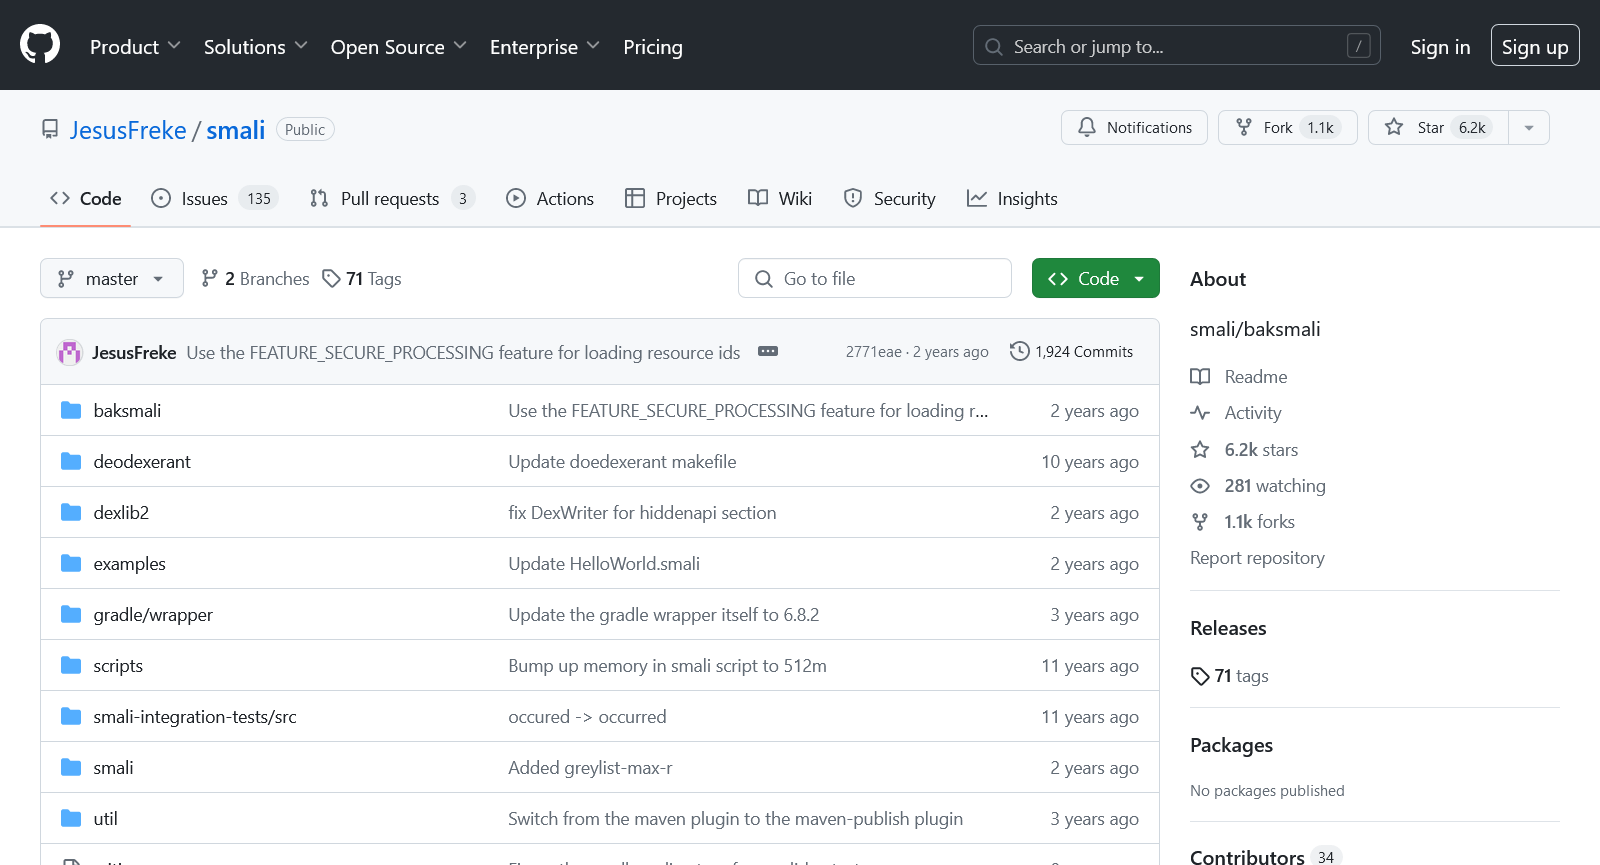 Product Solutions Open Source Enterprise Pricing Search or jump to... / Sign in Sign up
JesusFreke / smali Public Notifications Fork 1.1k Star 6.2k
Code Issues 135 Pull requests 3 Actions Projects Wiki Security Insights
master 2 Branches 71 Tags Go to file Code
JesusFreke Use the FEATURE_SECURE_PROCESSING feature for loading resource ids 2771eae · 2 years ago 1,924 Commits
baksmali Use the FEATURE_SECURE_PROCESSING feature for loading r... 2 years ago
deodexerant Update doedexerant makefile 10 years ago
dexlib2 fix DexWriter for hiddenapi section 2 years ago
examples Update HelloWorld.smali 2 years ago
gradle/wrapper Update the gradle wrapper itself to 6.8.2 3 years ago
scripts Bump up memory in smali script to 512m 11 years ago
smali-integration-tests/src occured -> occurred 11 years ago
smali Added greylist-max-r 2 years ago
util Switch from the maven plugin to the maven-publish plugin 3 years ago
About
smali/baksmali
Readme
Activity
6.2k stars
281 watching
1.1k forks
Report repository
Releases
71 tags
Packages
No packages published
Contributors 34